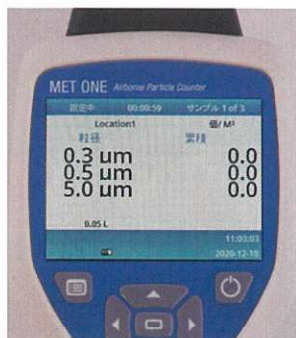 MET ONE Airborne Particle Counter
測定中 00:00:59 サンプル 1 of 3
Location1 個/ M³
粒径 累積
0.3 um 0.0
0.5 um 0.0
5.0 um 0.0
0.05 L
11:03:03
2020-12-10